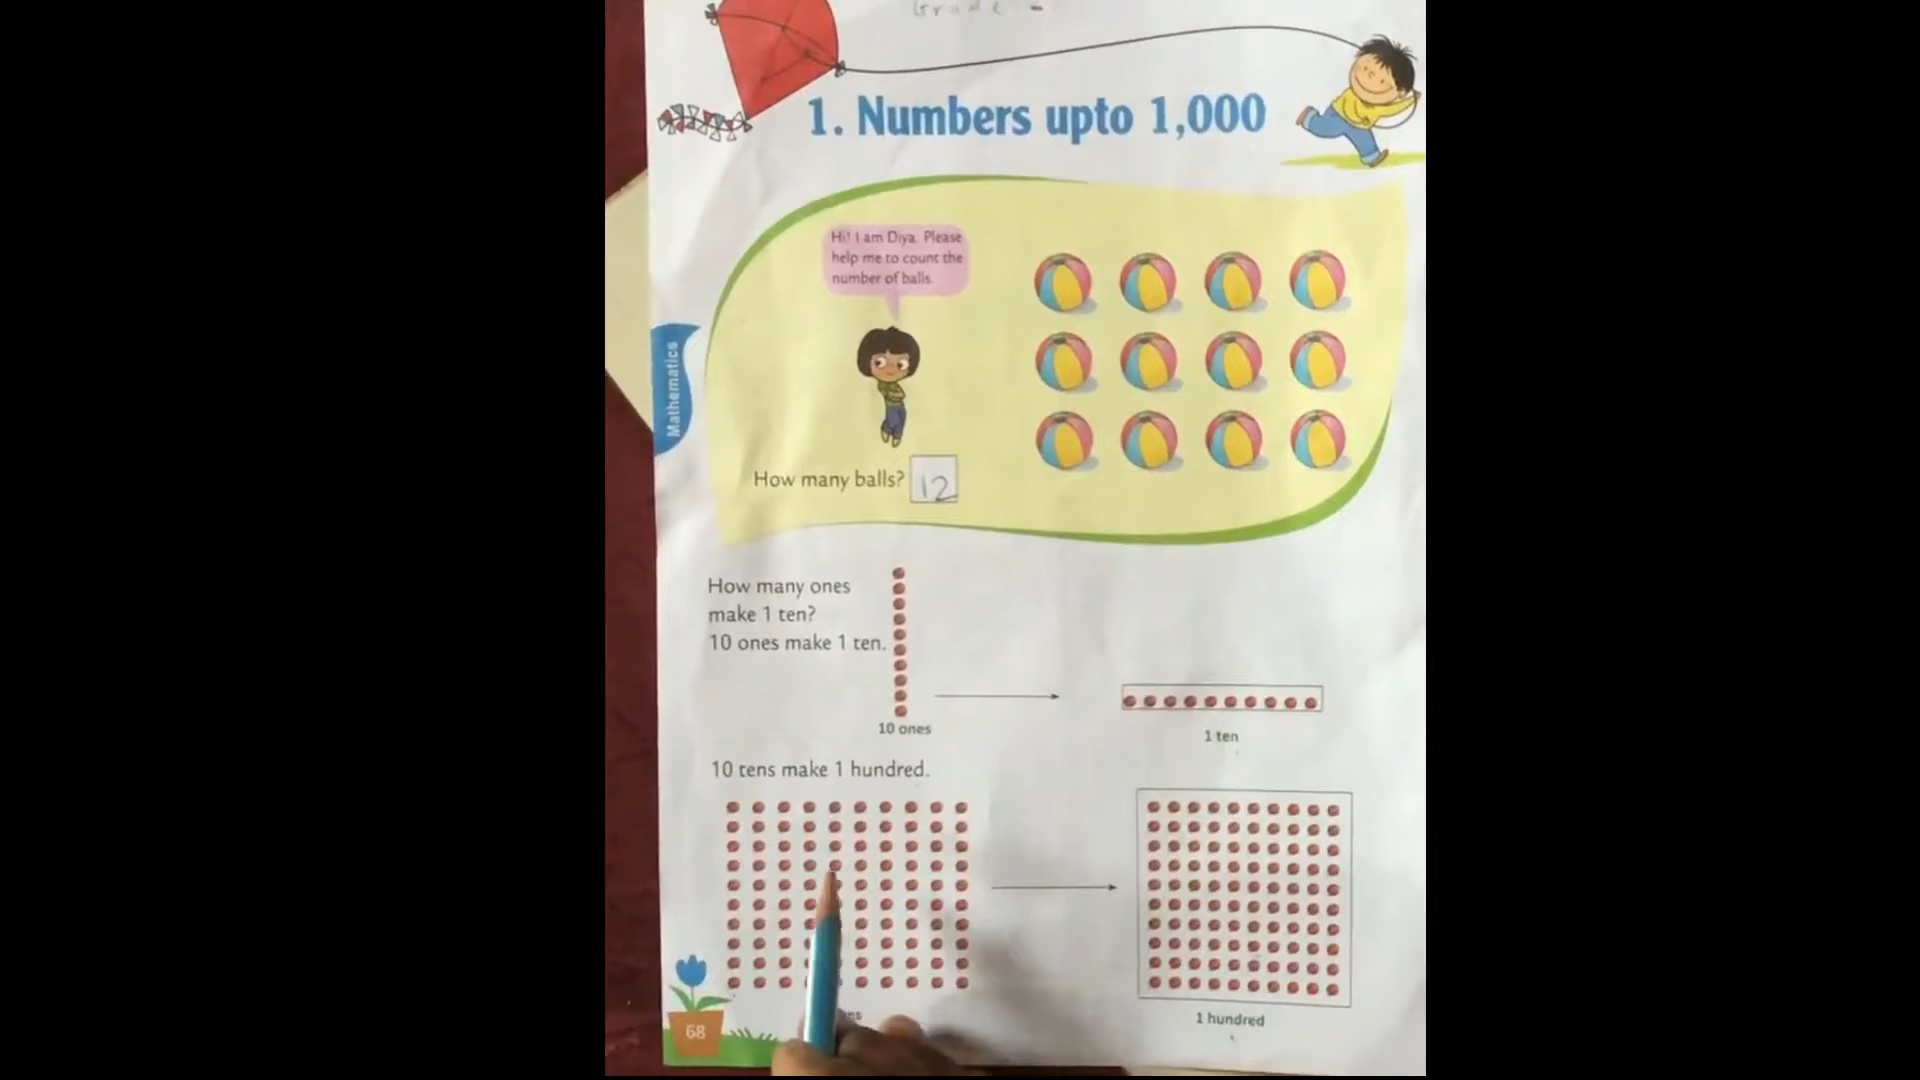 Grade
1. Numbers upto 1,000
Hi! I am Diya. Please
help me to count the
number of balls.
Mathematics
How many balls? 12
How many ones
make 1 ten?
10 ones make 1 ten.
10 ones
1 ten
10 tens make 1 hundred.
1 hundred
68